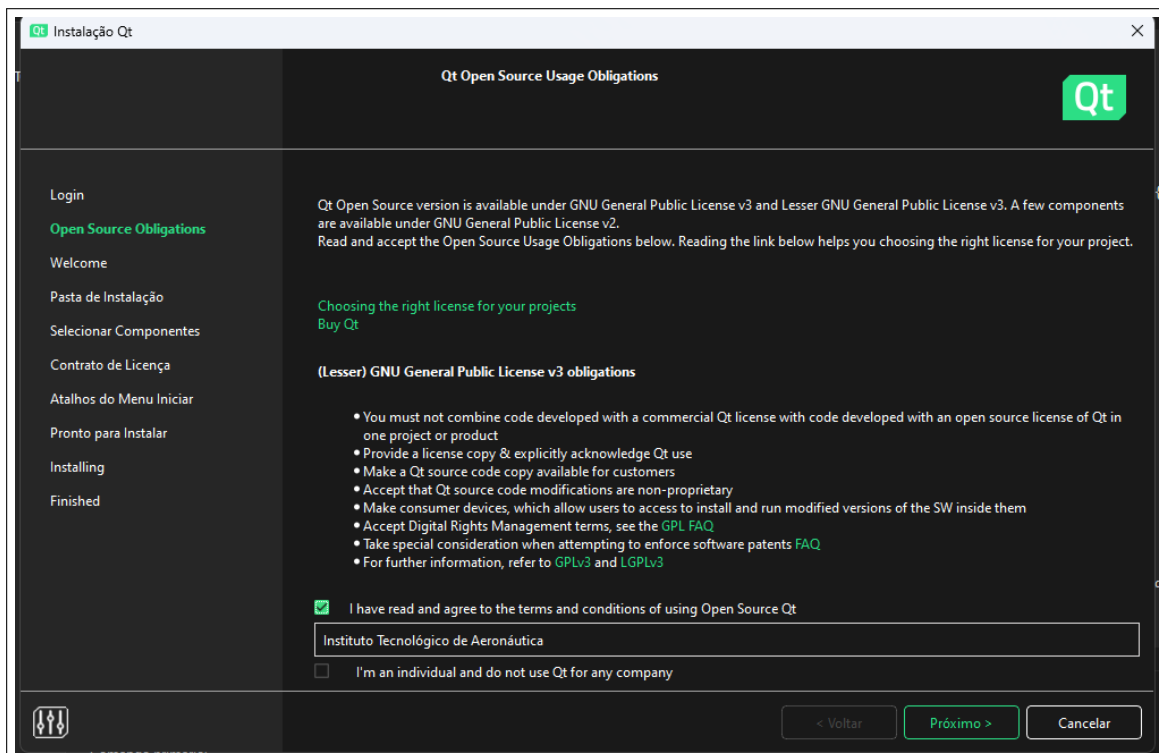 Qt Instalação Qt
Qt Open Source Usage Obligations
Qt
Login
Open Source Obligations
Welcome
Pasta de Instalação
Selecionar Componentes
Contrato de Licença
Atalhos do Menu Iniciar
Pronto para Instalar
Installing
Finished
Qt Open Source version is available under GNU General Public License v3 and Lesser GNU General Public License v3. A few components
are available under GNU General Public License v2.
Read and accept the Open Source Usage Obligations below. Reading the link below helps you choosing the right license for your project.
Choosing the right license for your projects
Buy Qt
(Lesser) GNU General Public License v3 obligations
• You must not combine code developed with a commercial Qt license with code developed with an open source license of Qt in
one project or product
• Provide a license copy & explicitly acknowledge Qt use
• Make a Qt source code copy available for customers
• Accept that Qt source code modifications are non-proprietary
• Make consumer devices, which allow users to access to install and run modified versions of the SW inside them
• Accept Digital Rights Management terms, see the GPL FAQ
• Take special consideration when attempting to enforce software patents FAQ
• For further information, refer to GPLv3 and LGPLv3
I have read and agree to the terms and conditions of using Open Source Qt
Instituto Tecnológico de Aeronáutica
I'm an individual and do not use Qt for any company
< Voltar
Próximo >
Cancelar